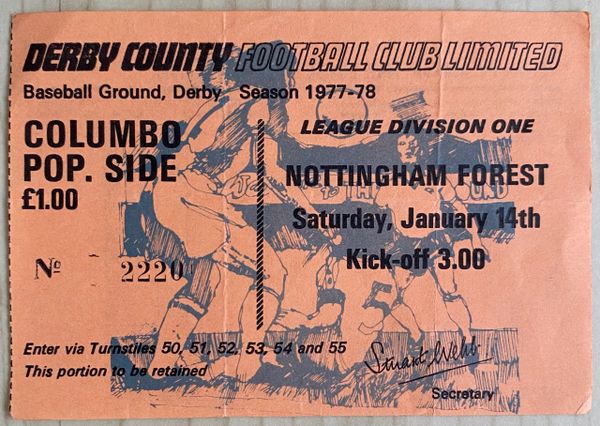 DERBY COUNTY FOOTBALL CLUB LIMITED
Baseball Ground, Derby Season 1977-78
COLUMBO
POP. SIDE
£1.00
LEAGUE DIVISION ONE
NOTTINGHAM FOREST
Saturday, January 14th
Kick-off 3.00
No 2220
Enter via Turnstiles 50, 51, 52, 53, 54 and 55
This portion to be retained
Stuart Webb
Secretary